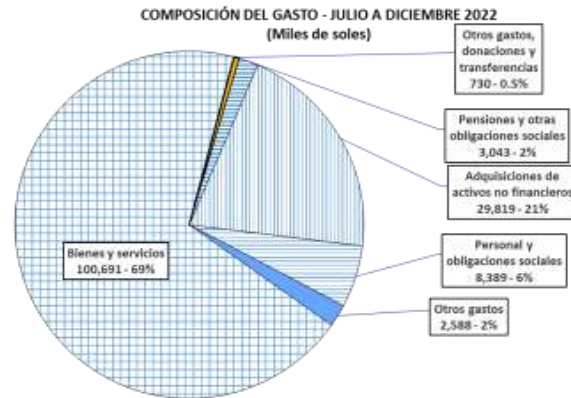 COMPOSICIÓN DEL GASTO - JULIO A DICIEMBRE 2022
(Miles de soles)
Otros gastos,
donaciones y
transferencias
730 - 0.5%
Pensiones y otras
obligaciones sociales
3,043 - 2%
Adquisiciones de
activos no financieros
29,819 - 21%
Personal y
obligaciones sociales
8,389 - 6%
Otros gastos
2,588 - 2%
Bienes y servicios
100,691 - 69%